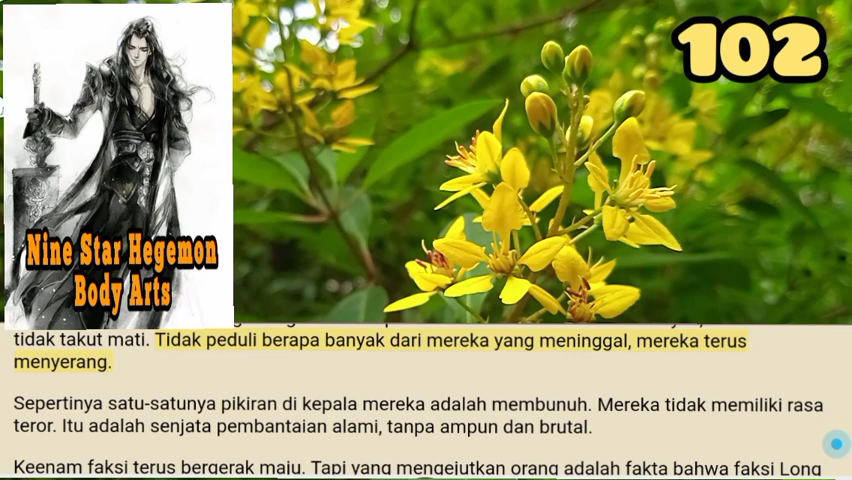 102
Nine Star Hegemon
Body Arts
tidak takut mati. Tidak peduli berapa banyak dari mereka yang meninggal, mereka terus
menyerang.
Sepertinya satu-satunya pikiran di kepala mereka adalah membunuh. Mereka tidak memiliki rasa
teror. Itu adalah senjata pembantaian alami, tanpa ampun dan brutal.
Keenam faksi terus bergerak maju. Tapi yang mengejutkan orang adalah fakta bahwa faksi Long